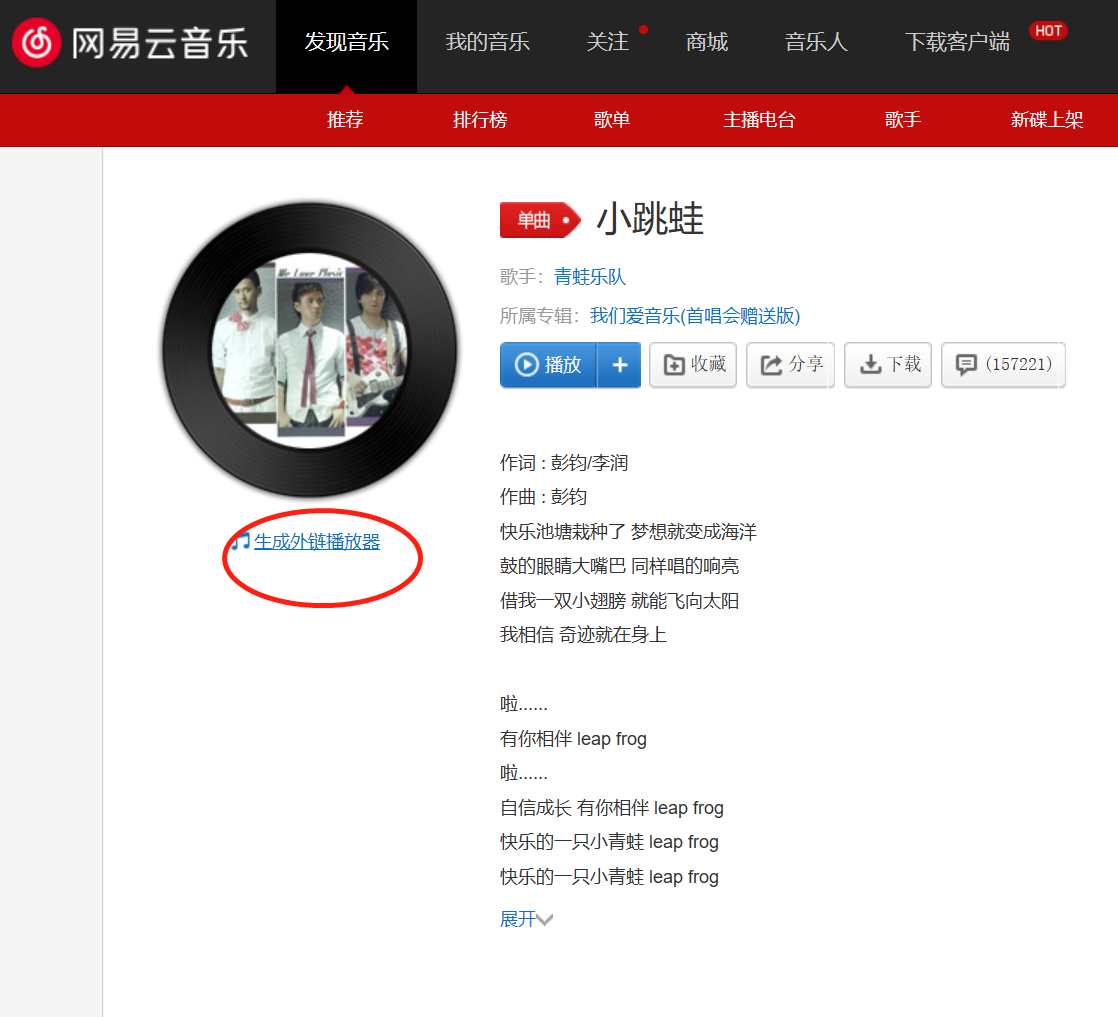 网易云音乐
发现音乐 我的音乐 关注 商城 音乐人 下载客户端 HOT
推荐 排行榜 歌单 主播电台 歌手 新碟上架
We Love Music
单曲 小跳蛙
歌手：青蛙乐队
所属专辑：我们爱音乐(首唱会赠送版)
播放 + 收藏 分享 下载 (157221)
生成外链播放器
作词 : 彭钧/李润
作曲 : 彭钧
快乐池塘栽种了 梦想就变成海洋
鼓的眼睛大嘴巴 同样唱的响亮
借我一双小翅膀 就能飞向太阳
我相信 奇迹就在身上
啦......
有你相伴 leap frog
啦......
自信成长 有你相伴 leap frog
快乐的一只小青蛙 leap frog
快乐的一只小青蛙 leap frog
展开